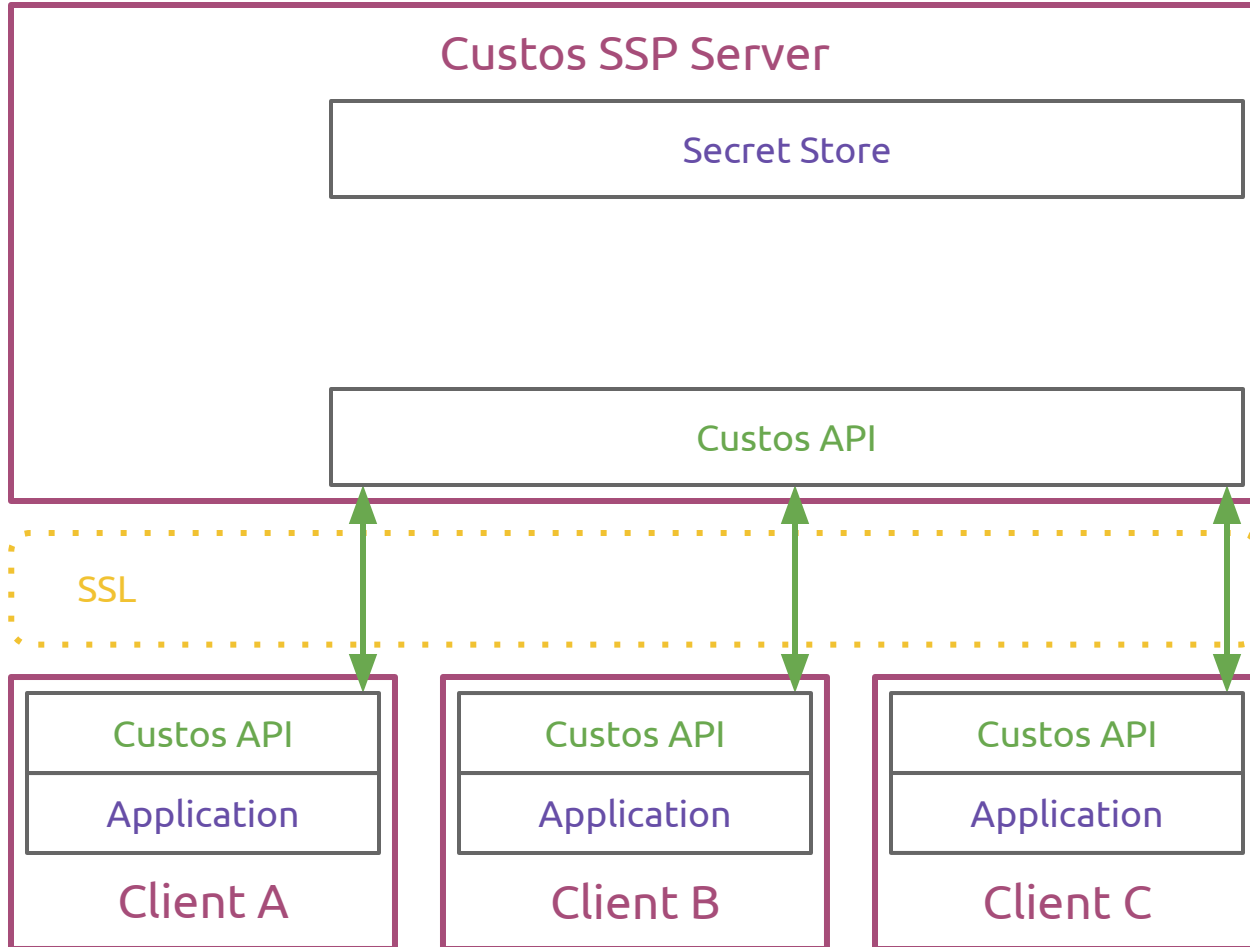 Custos SSP Server
Secret Store
Custos API
SSL
Custos API
Custos API
Custos API
Application
Application
Application
Client A
Client B
Client C